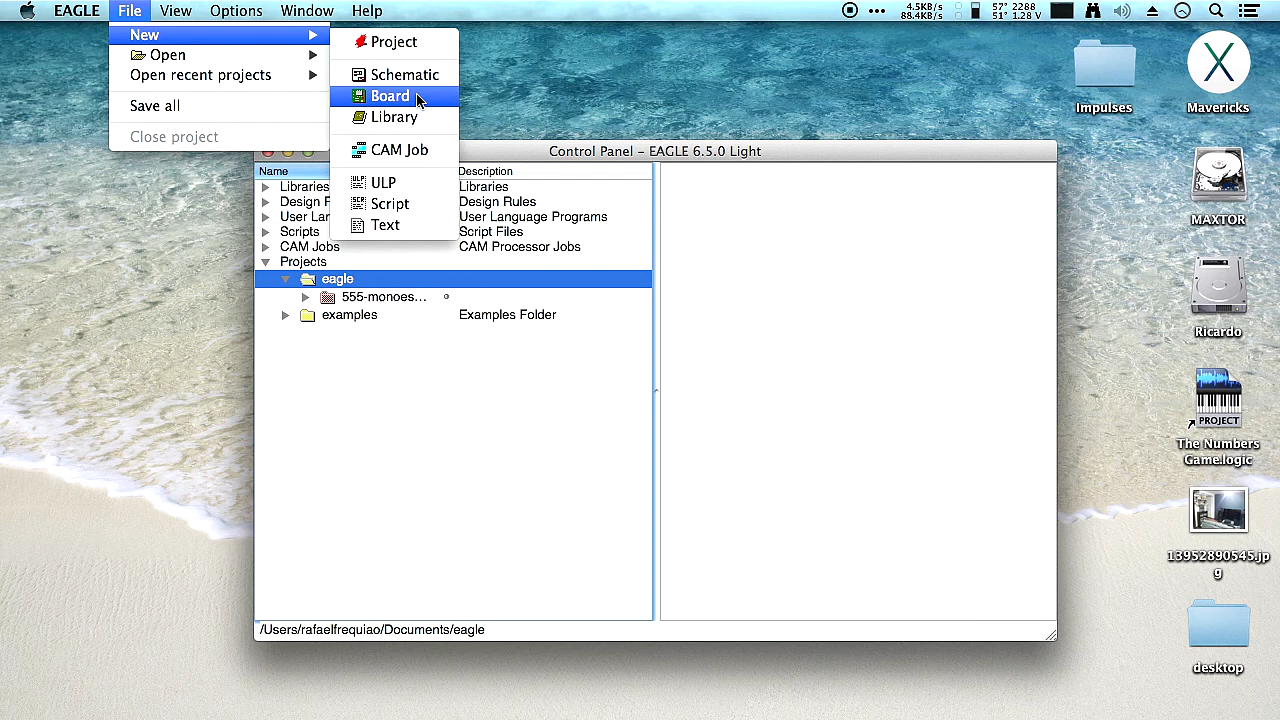 EAGLE File View Options Window Help
4.5KB/s 57° 2288
88.4KB/s 51° 1.28 V
New
Open
Open recent projects
Save all
Close project
Project
Schematic
Board
Library
CAM Job
ULP
Script
Text
Control Panel – EAGLE 6.5.0 Light
Name Description
Libraries Libraries
Design R Design Rules
User Lan User Language Programs
Scripts Script Files
CAM Jobs CAM Processor Jobs
Projects
eagle
555-monoes...
examples Examples Folder
/Users/rafaelfrequiao/Documents/eagle
Impulses
Mavericks
MAXTOR
Ricardo
PROJECT
The Numbers
Game.logic
13952890545.jp
g
desktop